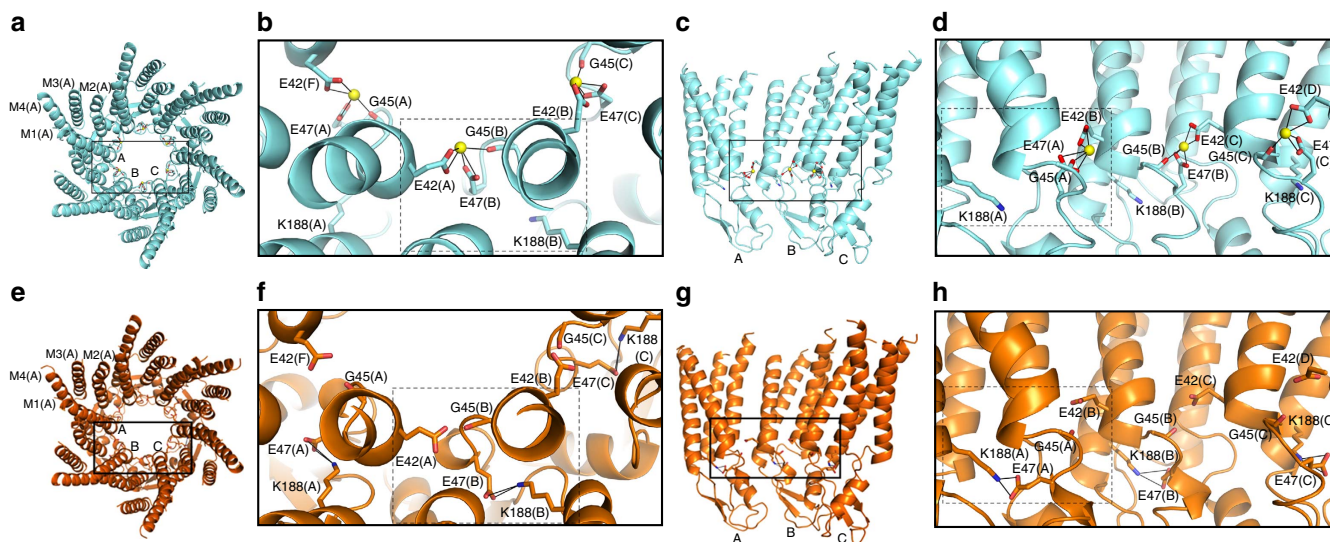 a
M3(A)
M2(A)
M4(A)
M1(A)
A
B
C
b
G45(C)
E42(F)
G45(A)
E42(B)
E47(A)
G45(B)
E47(C)
E42(A)
E47(B)
K188(A)
K188(B)
c
A
B
C
d
E42(D)
E42(B)
E47(A)
G45(B)
E42(C)
G45(C)
G45(A)
E47(B)
K188(A)
K188(B)
K188(C)
e
M3(A)
M2(A)
M4(A)
M1(A)
A
B
C
f
K188
(C)
G45(C)
E42(F)
G45(A)
E42(B)
E47(C)
G45(B)
E47(A)
E42(A)
K188(A)
E47(B)
K188(B)
g
A
B
C
h
E42(D)
E42(C)
E42(B)
G45(B)
K188(C
G45(C)
G45(A)
K188(A)
K188(B)
E47(A)
E47(C)
E47(B)